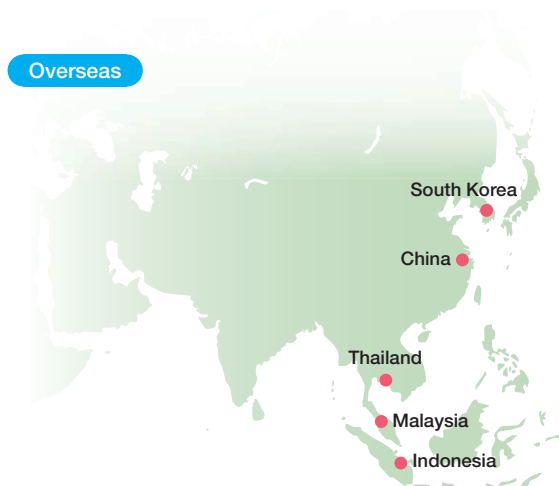 Overseas
South Korea
China
Thailand
Malaysia
Indonesia